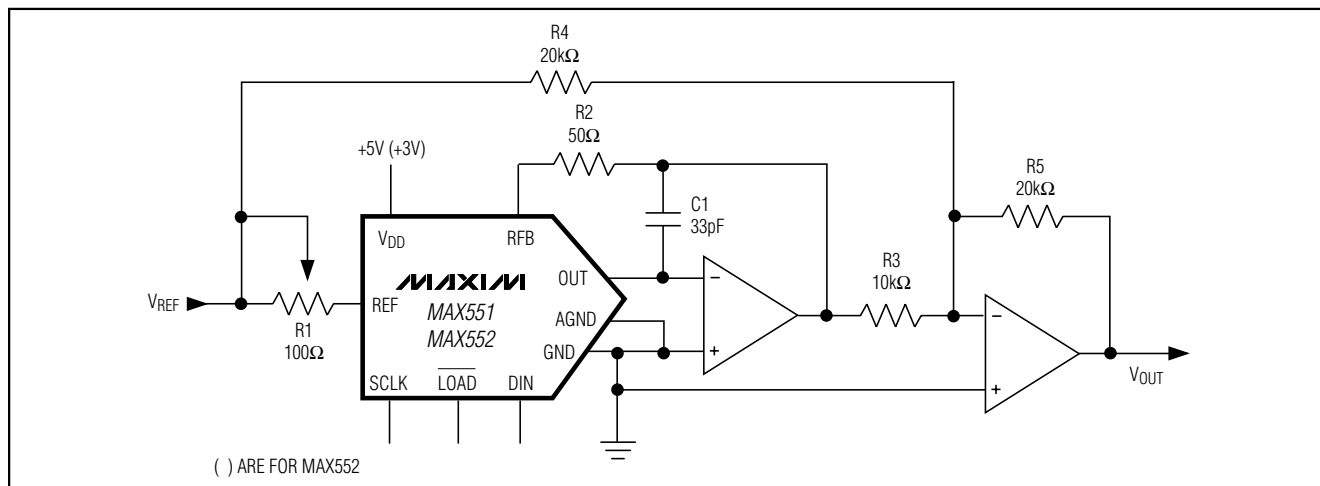 R4
20kΩ
R2
50Ω
+5V (+3V)
R5
20kΩ
C1
33pF
VDD
RFB
R3
10kΩ
MAXIM
OUT
VREF
REF
MAX551
AGND
R1
100Ω
MAX552
GND
SCLK
LOAD
DIN
VOUT
( ) ARE FOR MAX552